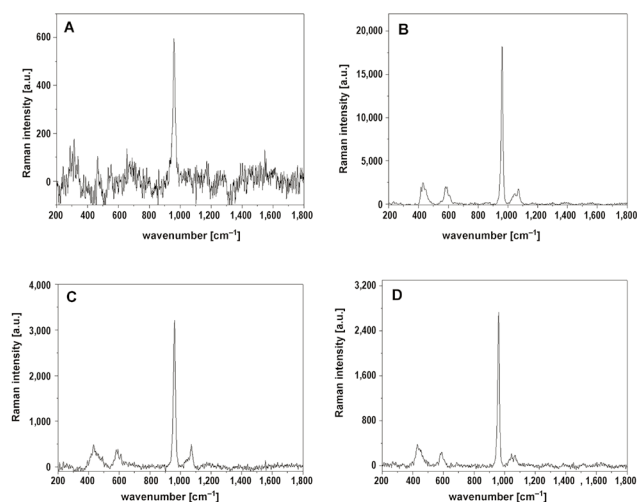 A
Raman intensity [a.u.]
600
400
200
0
200 400 600 800 1,000 1,200 1,400 1,600 1,800
wavenumber [cm⁻¹]
B
Raman intensity [a.u.]
20,000
15,000
10,000
5,000
0
200 400 600 800 1,000 1,200 1,400 1,600 1,800
wavenumber [cm⁻¹]
C
Raman intensity [a.u.]
4,000
3,000
2,000
1,000
0
200 400 600 800 1,000 1,200 1,400 1,600 1,800
wavenumber [cm⁻¹]
D
Raman intensity [a.u.]
3,200
2,400
1,600
800
0
200 400 600 800 1,000 1,200 1,400 1,600 1,800
wavenumber [cm⁻¹]